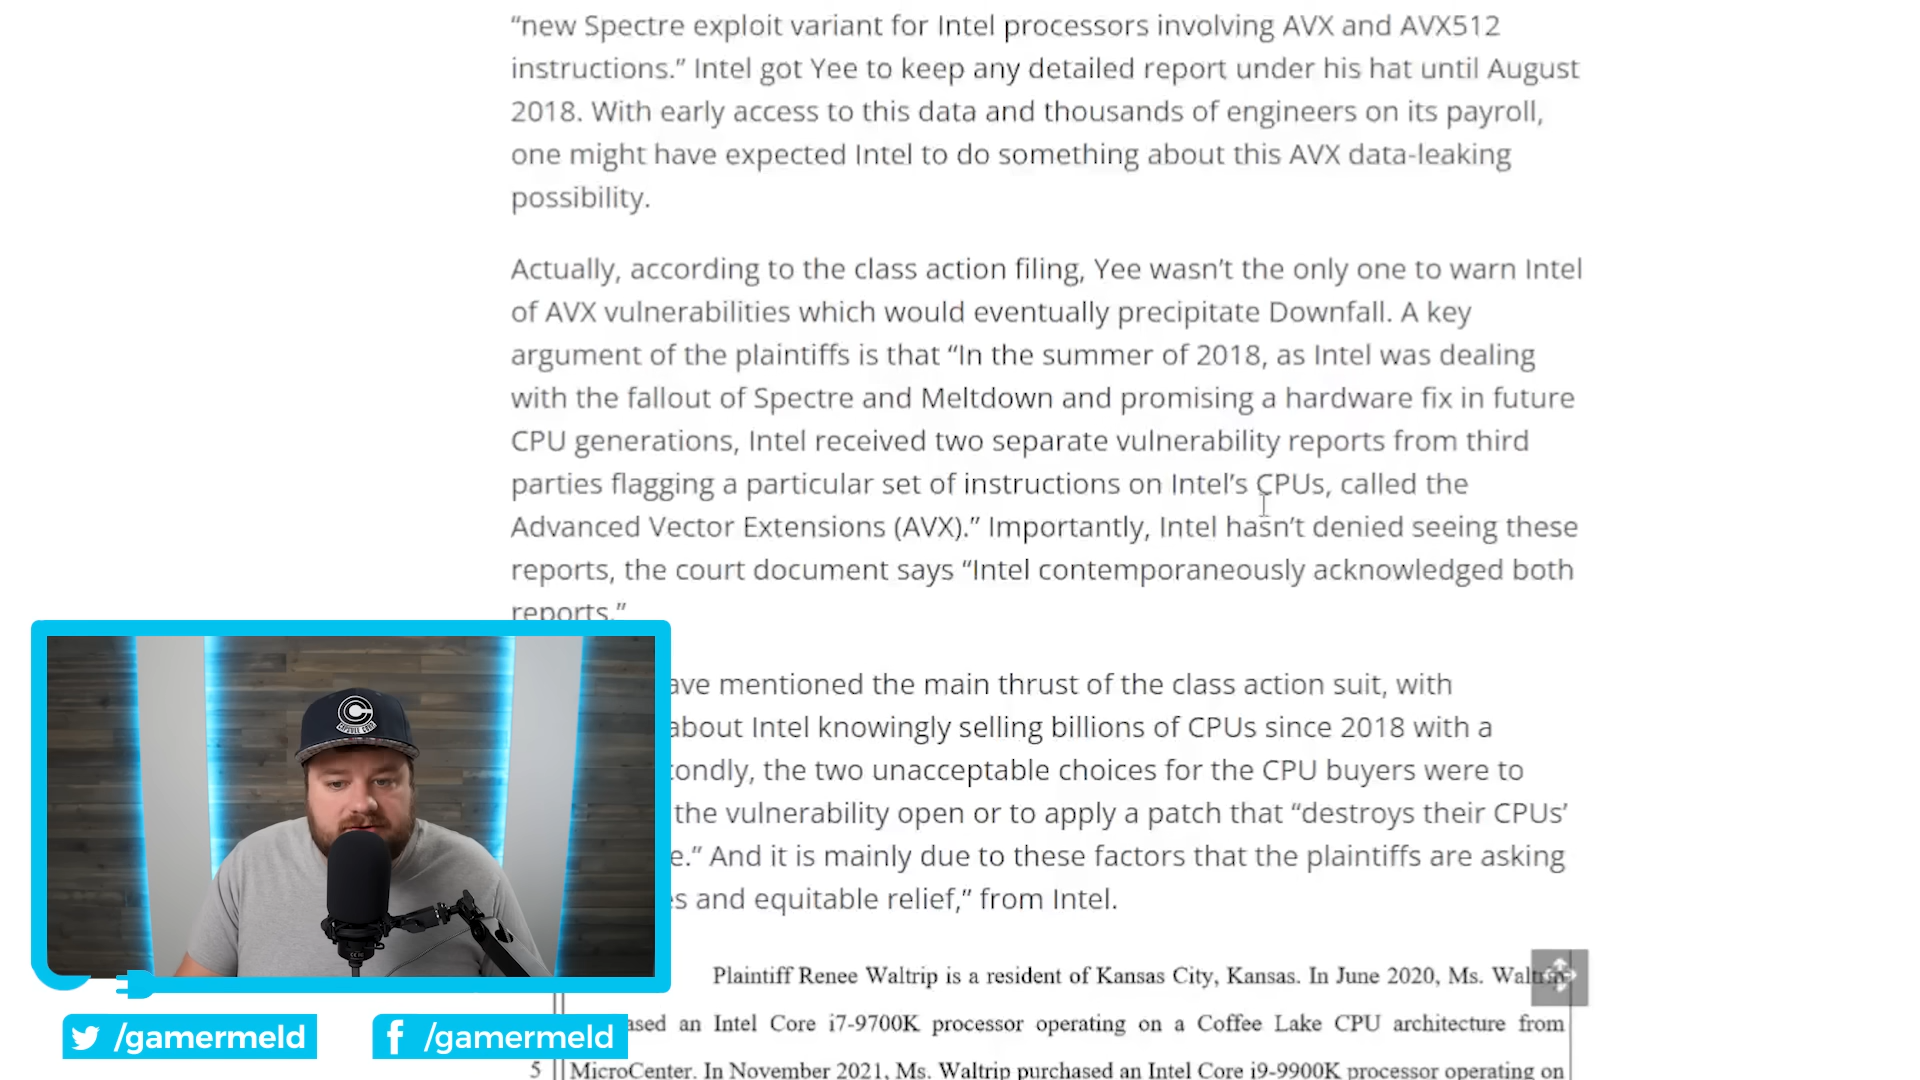 “new Spectre exploit variant for Intel processors involving AVX and AVX512
instructions.” Intel got Yee to keep any detailed report under his hat until August
2018. With early access to this data and thousands of engineers on its payroll,
one might have expected Intel to do something about this AVX data-leaking
possibility.
Actually, according to the class action filing, Yee wasn’t the only one to warn Intel
of AVX vulnerabilities which would eventually precipitate Downfall. A key
argument of the plaintiffs is that “In the summer of 2018, as Intel was dealing
with the fallout of Spectre and Meltdown and promising a hardware fix in future
CPU generations, Intel received two separate vulnerability reports from third
parties flagging a particular set of instructions on Intel’s CPUs, called the
Advanced Vector Extensions (AVX).” Importantly, Intel hasn’t denied seeing these
reports, the court document says “Intel contemporaneously acknowledged both
reports.”
ave mentioned the main thrust of the class action suit, with
about Intel knowingly selling billions of CPUs since 2018 with a
condly, the two unacceptable choices for the CPU buyers were to
the vulnerability open or to apply a patch that “destroys their CPUs’
e.” And it is mainly due to these factors that the plaintiffs are asking
s and equitable relief,” from Intel.
Plaintiff Renee Waltrip is a resident of Kansas City, Kansas. In June 2020, Ms. Waltrip
ased an Intel Core i7-9700K processor operating on a Coffee Lake CPU architecture from
5 MicroCenter. In November 2021, Ms. Waltrip purchased an Intel Core i9-9900K processor operating on
/gamermeld
/gamermeld